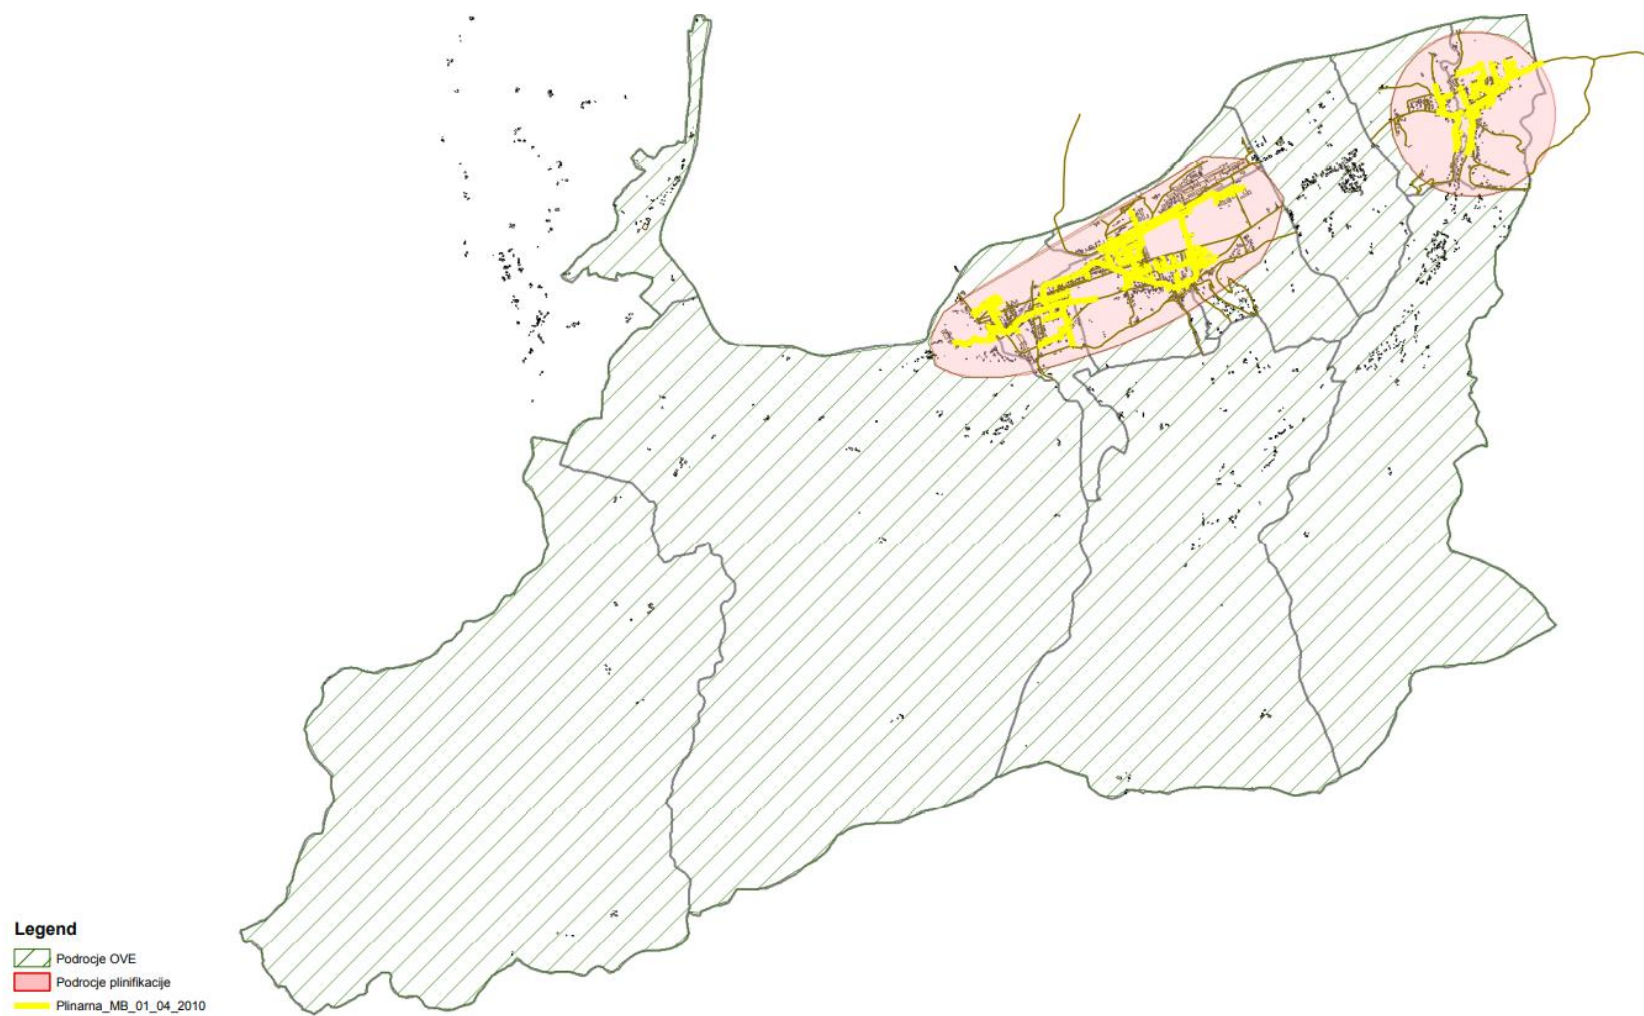 Legend
Podrocje OVE
Podrocje plinifikacije
Plinarna_MB_01_04_2010